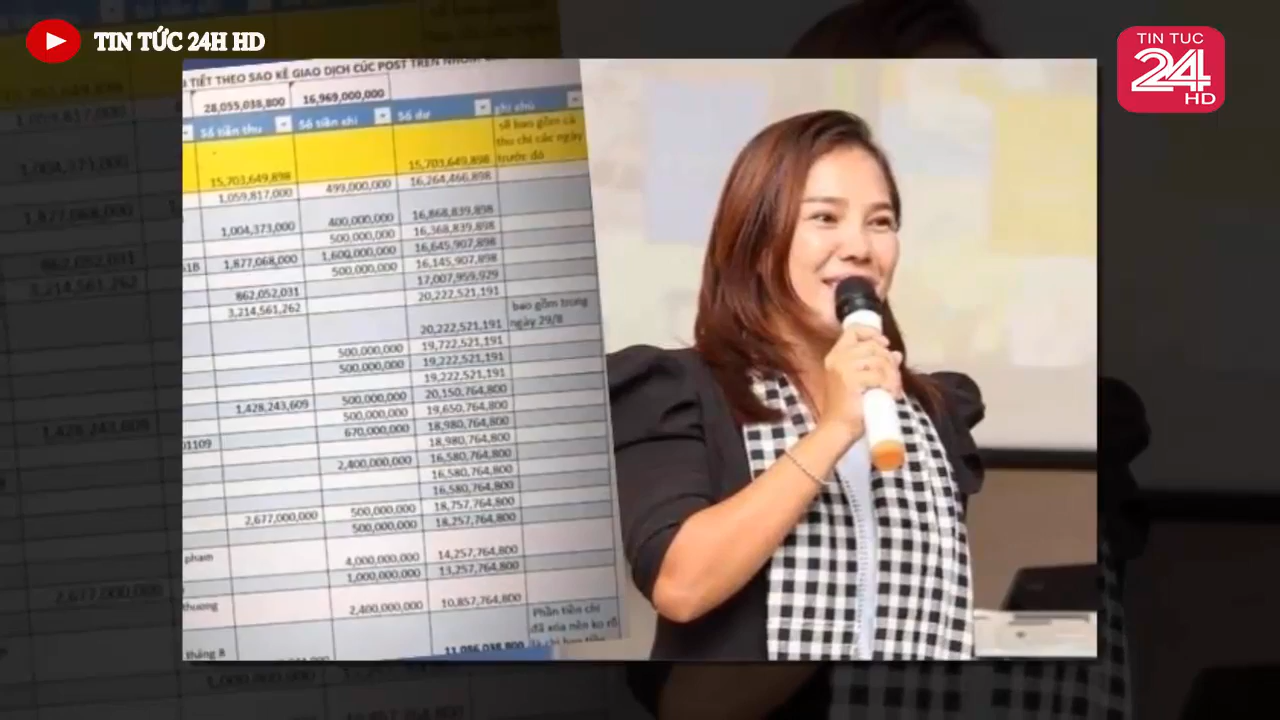 TIN TỨC 24H HD
TIN TUC
24
HD
TIẾT THEO SAO KÊ GIAO DỊCH CÚC POST TRÊN NHÓM
28,055,038,800 16,969,000,000
Số tiền thu Số tiền chi Số dư ghi chú
15,703,649,898 15,703,649,898 sẽ bao gồm cả
thu chi các ngày
trước đó
1,059,817,000 499,000,000 16,264,466,898
1,004,373,000 400,000,000 16,868,839,898
500,000,000 16,368,839,898
61B 1,877,068,000 1,600,000,000 16,645,907,898
500,000,000 16,145,907,898
862,052,031 17,007,959,929
3,214,561,262 20,222,521,191
20,222,521,191 bao gồm trong
ngày 29/8
500,000,000 19,722,521,191
500,000,000 19,222,521,191
19,222,521,191
1,428,243,609 500,000,000 20,150,764,800
500,000,000 19,650,764,800
01109 670,000,000 18,980,764,800
18,980,764,800
2,400,000,000 16,580,764,800
16,580,764,800
16,580,764,800
2,677,000,000 500,000,000 18,757,764,800
500,000,000 18,257,764,800
pham 4,000,000,000 14,257,764,800
1,000,000,000 13,257,764,800
thuong 2,400,000,000 10,857,764,800
Phần tiền chi
đã xóa nên ko rõ
tháng 8 11,086,038,800